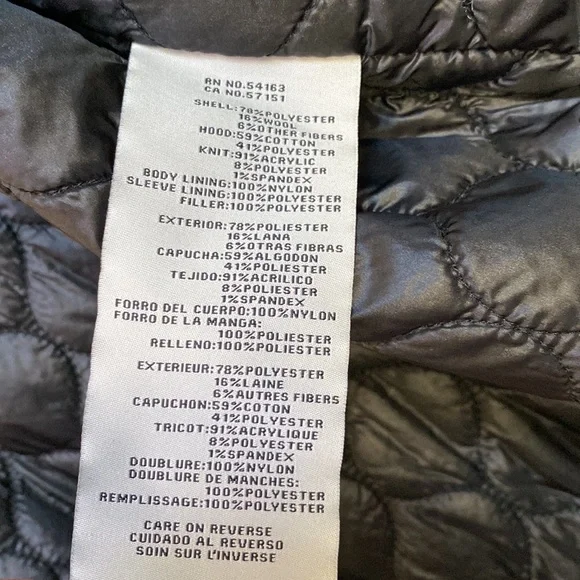 RN NO.54163
CA NO.57151
SHELL:78%POLYESTER
16%WOOL
6%OTHER FIBERS
HOOD:59%COTTON
41%POLYESTER
KNIT:91%ACRYLIC
8%POLYESTER
1%SPANDEX
BODY LINING:100%NYLON
SLEEVE LINING:100%POLYESTER
FILLER:100%POLYESTER
EXTERIOR:78%POLIESTER
16%LANA
6%OTRAS FIBRAS
CAPUCHA:59%ALGODON
41%POLIESTER
TEJIDO:91%ACRILICO
8%POLIESTER
1%SPANDEX
FORRO DEL CUERPO:100%NYLON
FORRO DE LA MANGA:
100%POLIESTER
RELLENO:100%POLIESTER
EXTERIEUR:78%POLYESTER
16%LAINE
6%AUTRES FIBERS
CAPUCHON:59%COTON
41%POLYESTER
TRICOT:91%ACRYLIQUE
8%POLYESTER
1%SPANDEX
DOUBLURE:100%NYLON
DOUBLURE DE MANCHES:
100%POLYESTER
REMPLISSAGE:100%POLYESTER
CARE ON REVERSE
CUIDADO AL REVERSO
SOIN SUR L'INVERSE